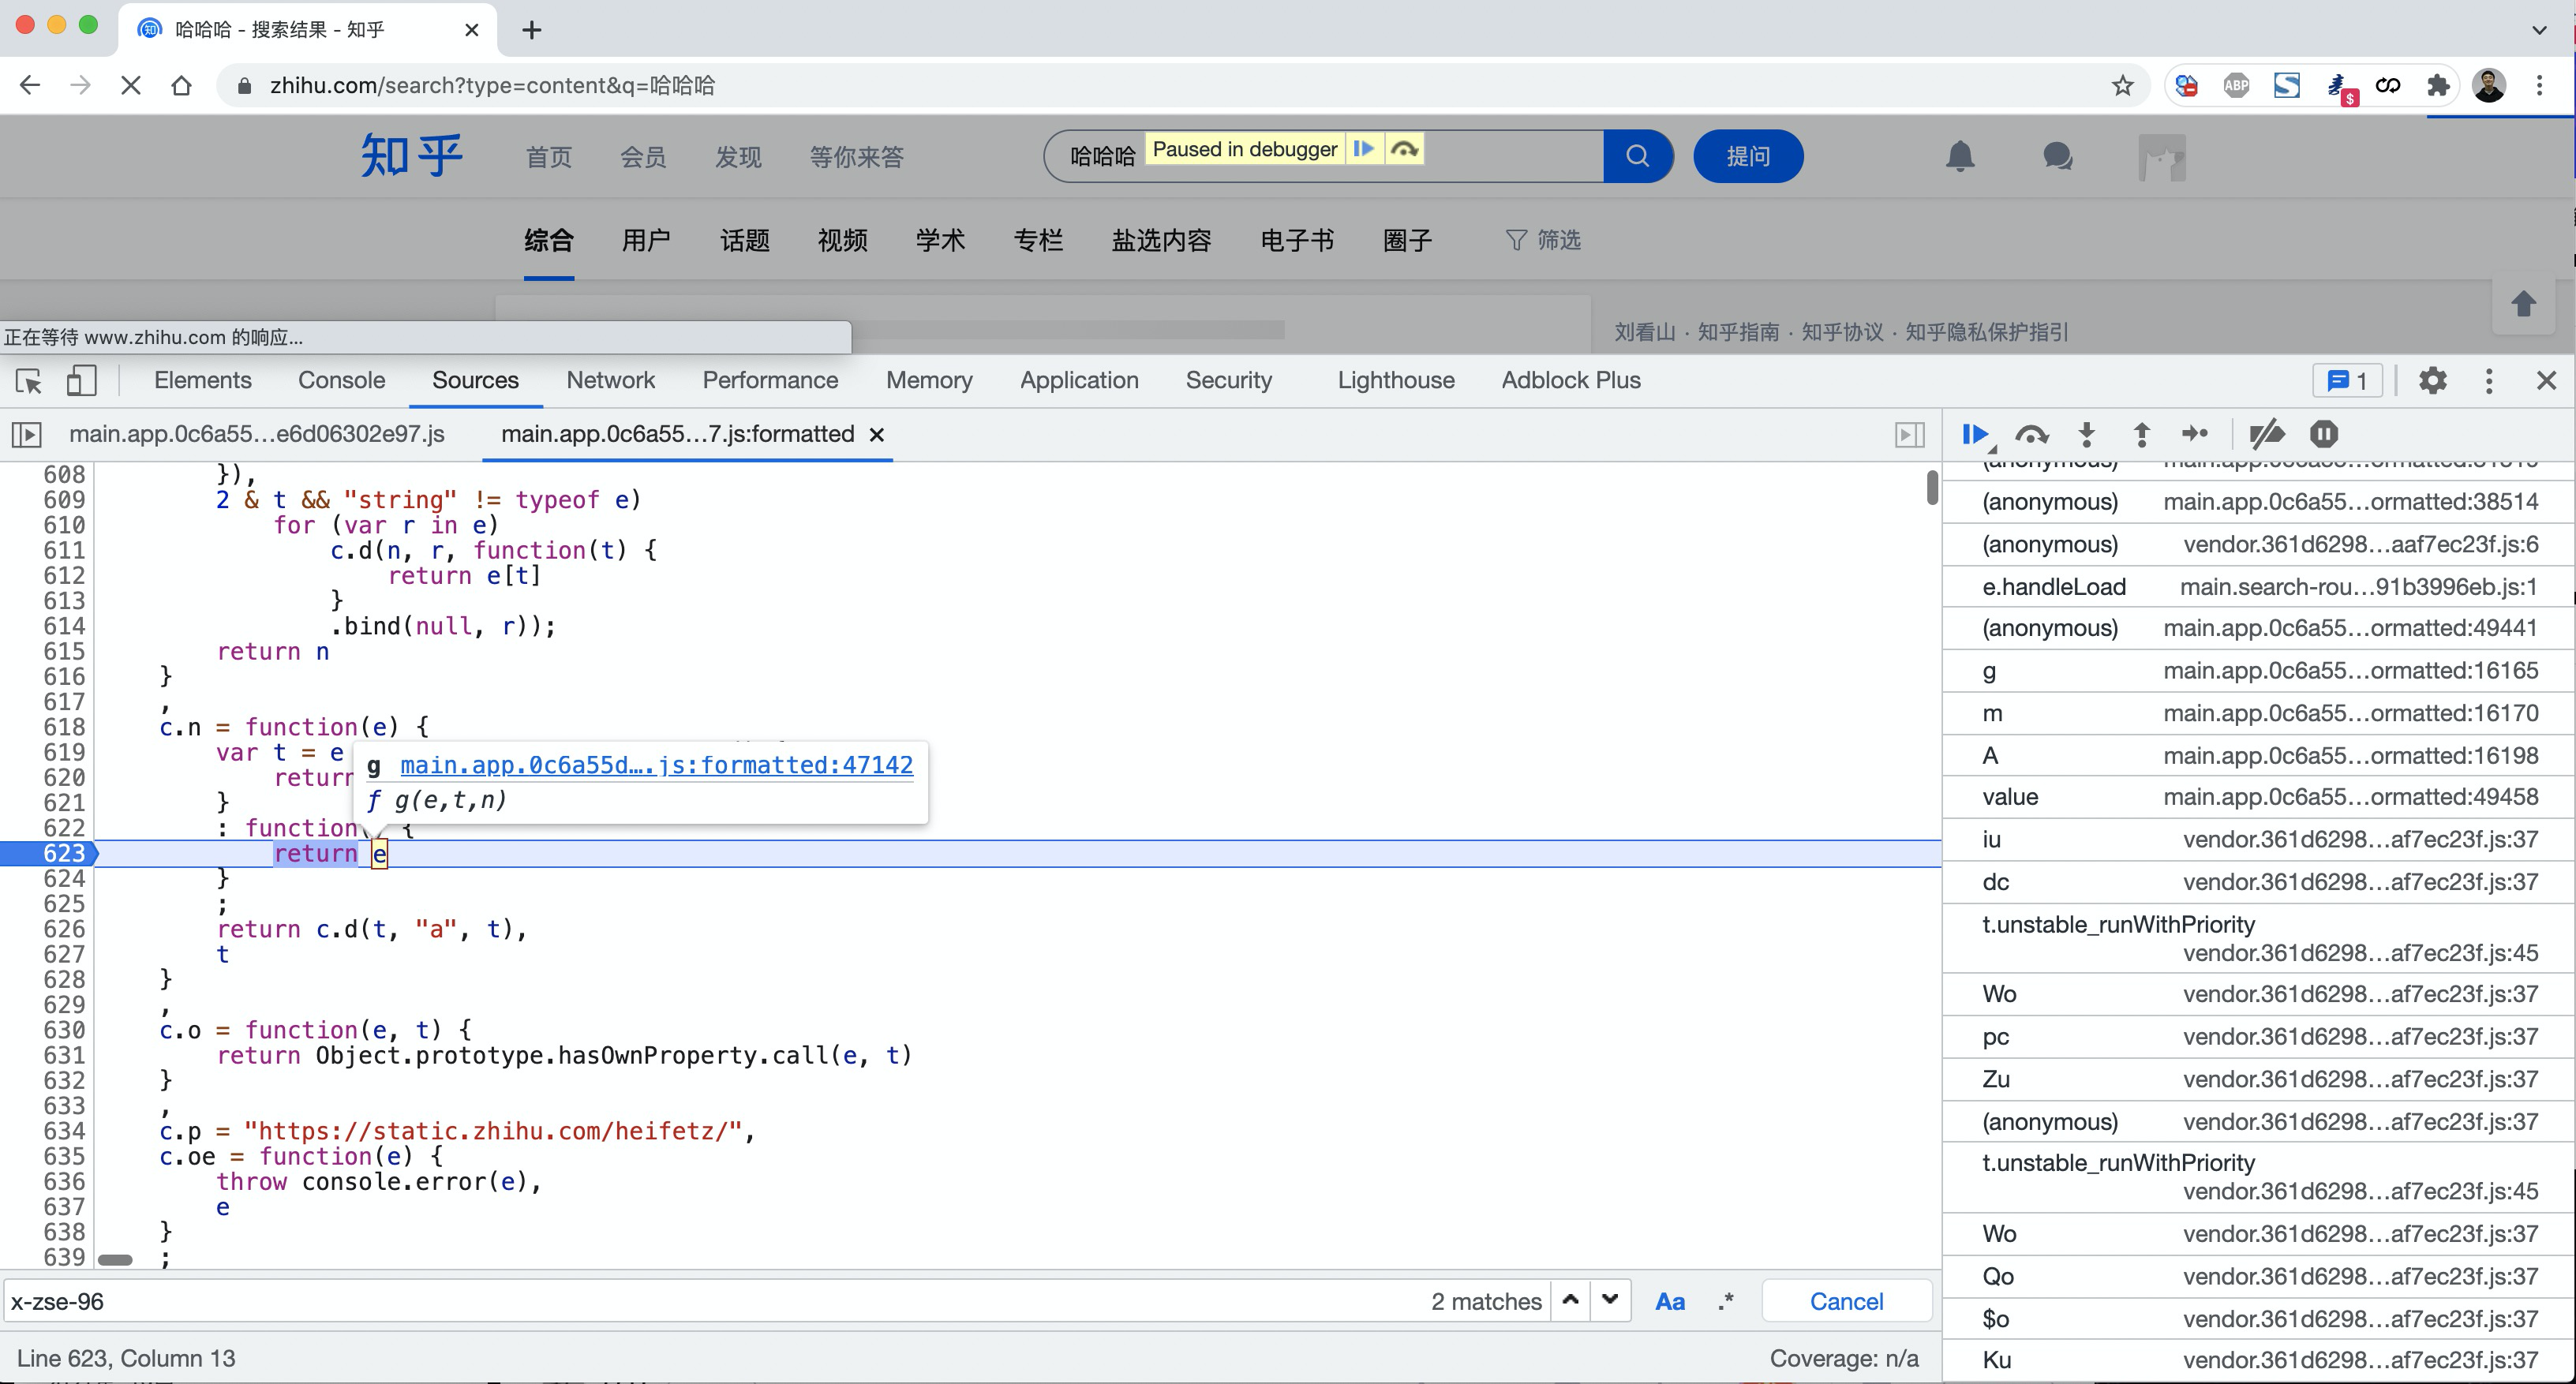 哈哈哈 - 搜索结果 - 知乎
zhihu.com/search?type=content&q=哈哈哈
ABP
$
知乎 首页 会员 发现 等你来答 哈哈哈 Paused in debugger 提问
综合 用户 话题 视频 学术 专栏 盐选内容 电子书 圈子 筛选
正在等待 www.zhihu.com 的响应...
刘看山 · 知乎指南 · 知乎协议 · 知乎隐私保护指引
Elements Console Sources Network Performance Memory Application Security Lighthouse Adblock Plus 1
main.app.0c6a55…e6d06302e97.js main.app.0c6a55…7.js:formatted
608 }),
609 2 & t && "string" != typeof e)
610 for (var r in e)
611 c.d(n, r, function(t) {
612 return e[t]
613 }
614 .bind(null, r));
615 return n
616 }
617 ,
618 c.n = function(e) {
619 var t = e
620 return
621 }
622 : function() {
623 return e
624 }
625 ;
626 return c.d(t, "a", t),
627 t
628 }
629 ,
630 c.o = function(e, t) {
631 return Object.prototype.hasOwnProperty.call(e, t)
632 }
633 ,
634 c.p = "https://static.zhihu.com/heifetz/",
635 c.oe = function(e) {
636 throw console.error(e),
637 e
638 }
639 ;
g main.app.0c6a55d….js:formatted:47142
f g(e,t,n)
(anonymous) main.app.0c6a55…ormatted:38514
(anonymous) vendor.361d6298…aaf7ec23f.js:6
e.handleLoad main.search-rou…91b3996eb.js:1
(anonymous) main.app.0c6a55…ormatted:49441
g main.app.0c6a55…ormatted:16165
m main.app.0c6a55…ormatted:16170
A main.app.0c6a55…ormatted:16198
value main.app.0c6a55…ormatted:49458
iu vendor.361d6298…af7ec23f.js:37
dc vendor.361d6298…af7ec23f.js:37
t.unstable_runWithPriority
vendor.361d6298…af7ec23f.js:45
Wo vendor.361d6298…af7ec23f.js:37
pc vendor.361d6298…af7ec23f.js:37
Zu vendor.361d6298…af7ec23f.js:37
(anonymous) vendor.361d6298…af7ec23f.js:37
t.unstable_runWithPriority
vendor.361d6298…af7ec23f.js:45
Wo vendor.361d6298…af7ec23f.js:37
Qo vendor.361d6298…af7ec23f.js:37
$o vendor.361d6298…af7ec23f.js:37
Ku vendor.361d6298…af7ec23f.js:37
x-zse-96 2 matches Aa .* Cancel
Line 623, Column 13 Coverage: n/a